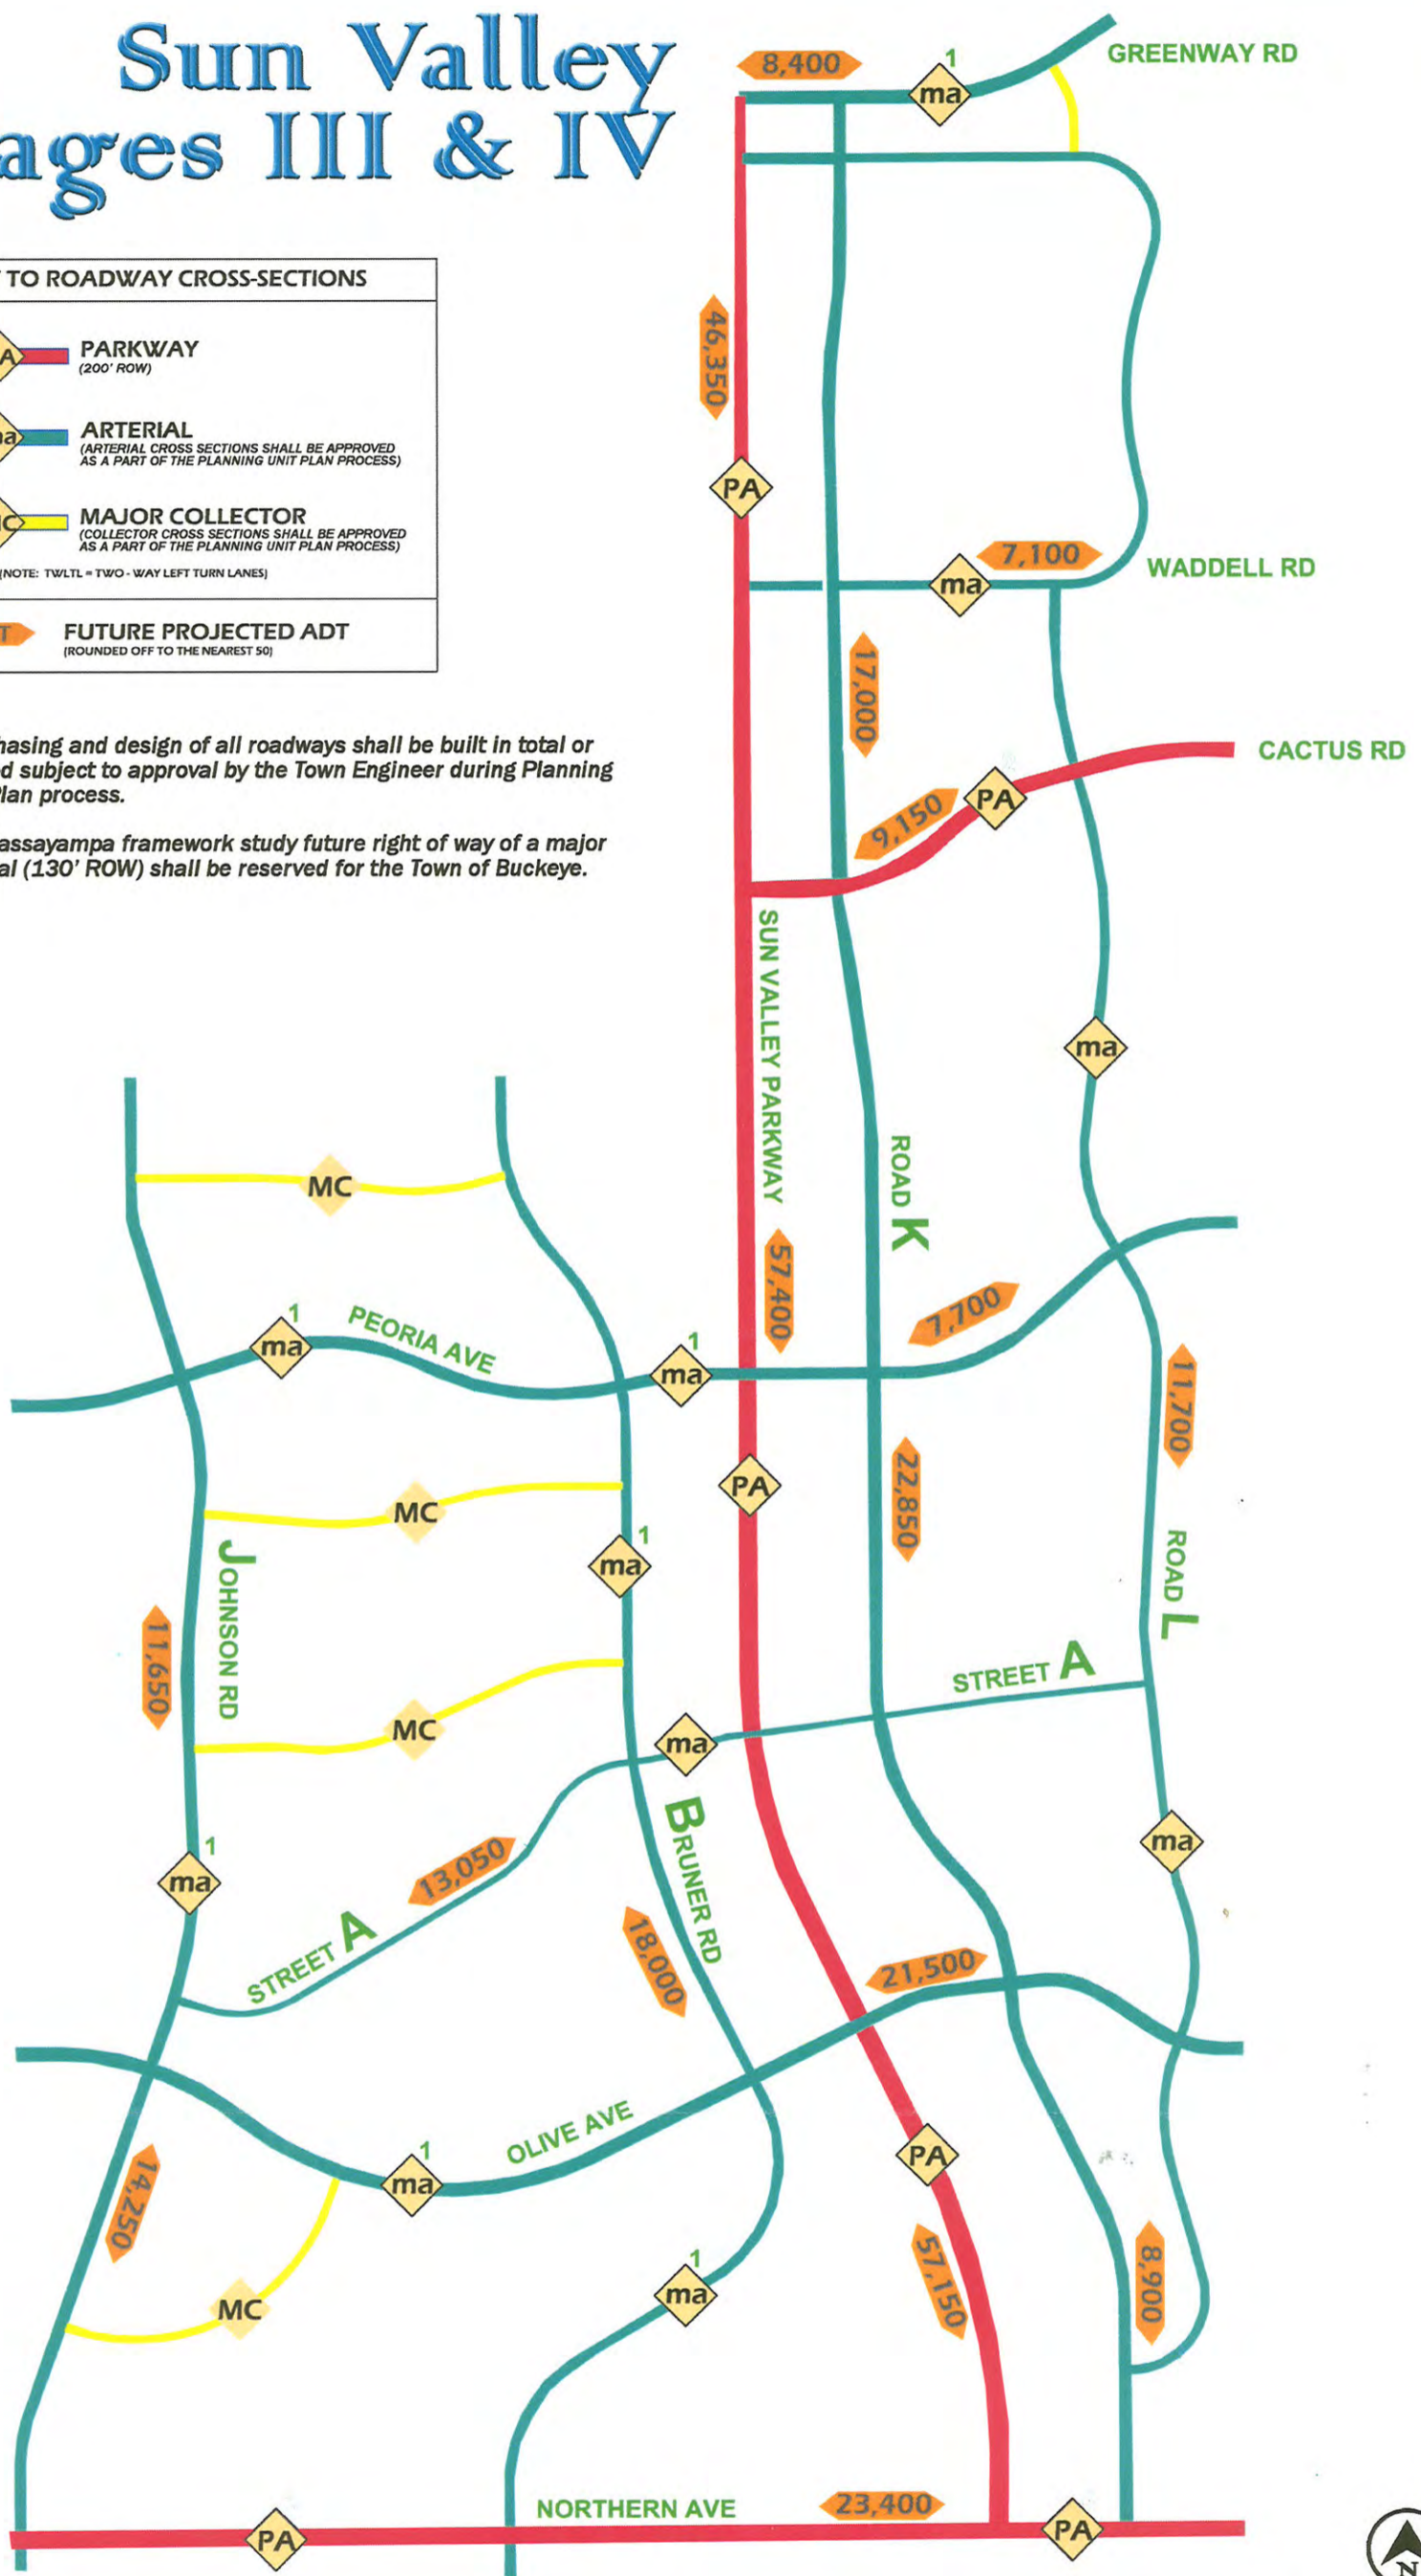 Sun Valley
ages III & IV
TO ROADWAY CROSS-SECTIONS
A
PARKWAY
(200' ROW)
a
ARTERIAL
(ARTERIAL CROSS SECTIONS SHALL BE APPROVED
AS A PART OF THE PLANNING UNIT PLAN PROCESS)
C
MAJOR COLLECTOR
(COLLECTOR CROSS SECTIONS SHALL BE APPROVED
AS A PART OF THE PLANNING UNIT PLAN PROCESS)
(NOTE: TWLTL = TWO - WAY LEFT TURN LANES)
T
FUTURE PROJECTED ADT
(ROUNDED OFF TO THE NEAREST 50)
hasing and design of all roadways shall be built in total or
d subject to approval by the Town Engineer during Planning
lan process.
assayampa framework study future right of way of a major
al (130' ROW) shall be reserved for the Town of Buckeye.
8,400
ma 1
GREENWAY RD
46,350
PA
7,100
ma
WADDELL RD
17,000
CACTUS RD
9,150
PA
SUN VALLEY PARKWAY
ma
ROAD K
MC
57,400
7,700
ma 1
PEORIA AVE
ma 1
11,700
PA
22,850
MC
ma 1
JOHNSON RD
ROAD L
11,650
STREET A
MC
ma
BRUNER RD
ma
13,050
ma 1
STREET A
18,000
21,500
OLIVE AVE
ma 1
PA
14,250
57,150
8,900
ma 1
MC
NORTHERN AVE
23,400
PA
PA
N